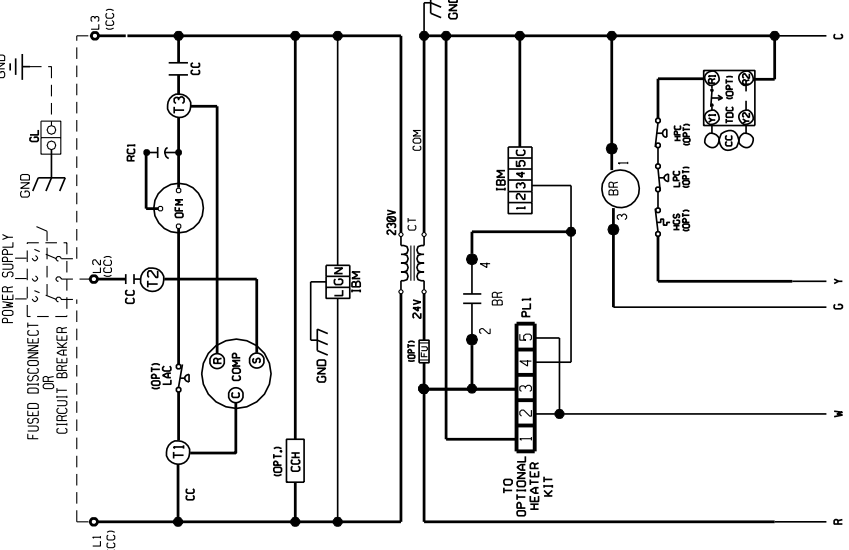 POWER SUPPLY
FUSED DISCONNECT
OR
CIRCUIT BREAKER
GND
GL
GND
L3
(CC)
CC
T3
RC1
OFM
L2
(CC)
CC
T2
(OPT)
LAC
R
COMP
S
C
T1
CC
L1
(CC)
(OPT.)
CCH
L G N
IBM
GND
230V
CT
24V
COM
(OPT)
FU
GND
IBM
1 2 3 4 5 C
4
BR
2
PL1
5
4
3
2
1
TO
OPTIONAL
HEATER
KIT
1
BR
3
HPC
(OPT)
LPC
(OPT)
HGS
(OPT)
R1
R2
TDC (OPT)
Y1
Y2
CC
C
Y
G
W
R